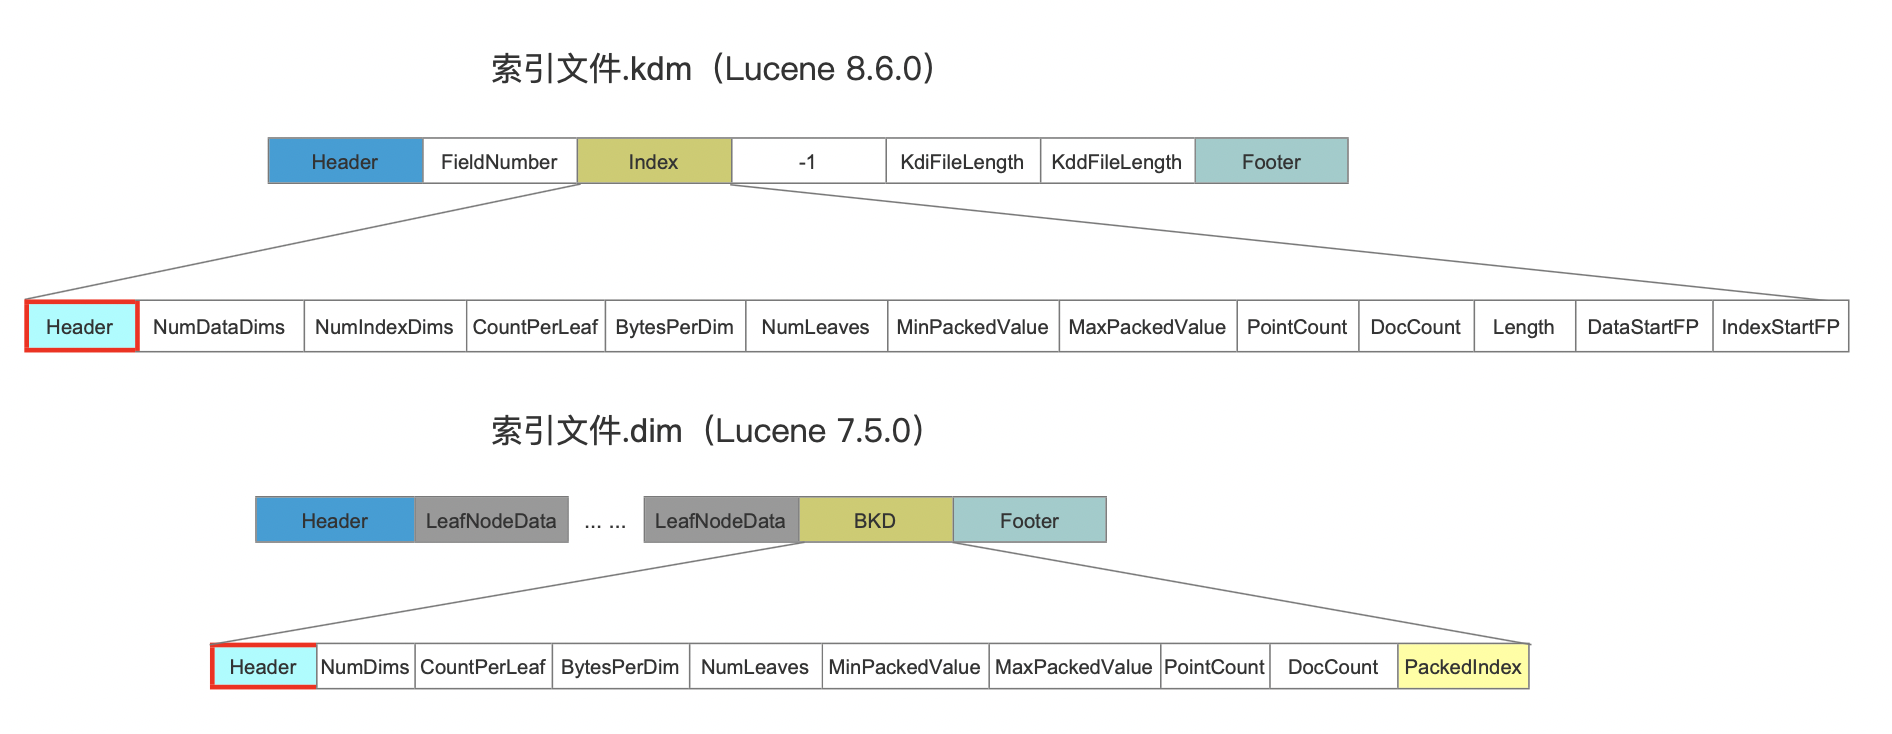 索引文件.kdm（Lucene 8.6.0）
Header FieldNumber Index -1 KdiFileLength KddFileLength Footer
Header NumDataDims NumIndexDims CountPerLeaf BytesPerDim NumLeaves MinPackedValue MaxPackedValue PointCount DocCount Length DataStartFP IndexStartFP
索引文件.dim（Lucene 7.5.0）
Header LeafNodeData ... ... LeafNodeData BKD Footer
Header NumDims CountPerLeaf BytesPerDim NumLeaves MinPackedValue MaxPackedValue PointCount DocCount PackedIndex